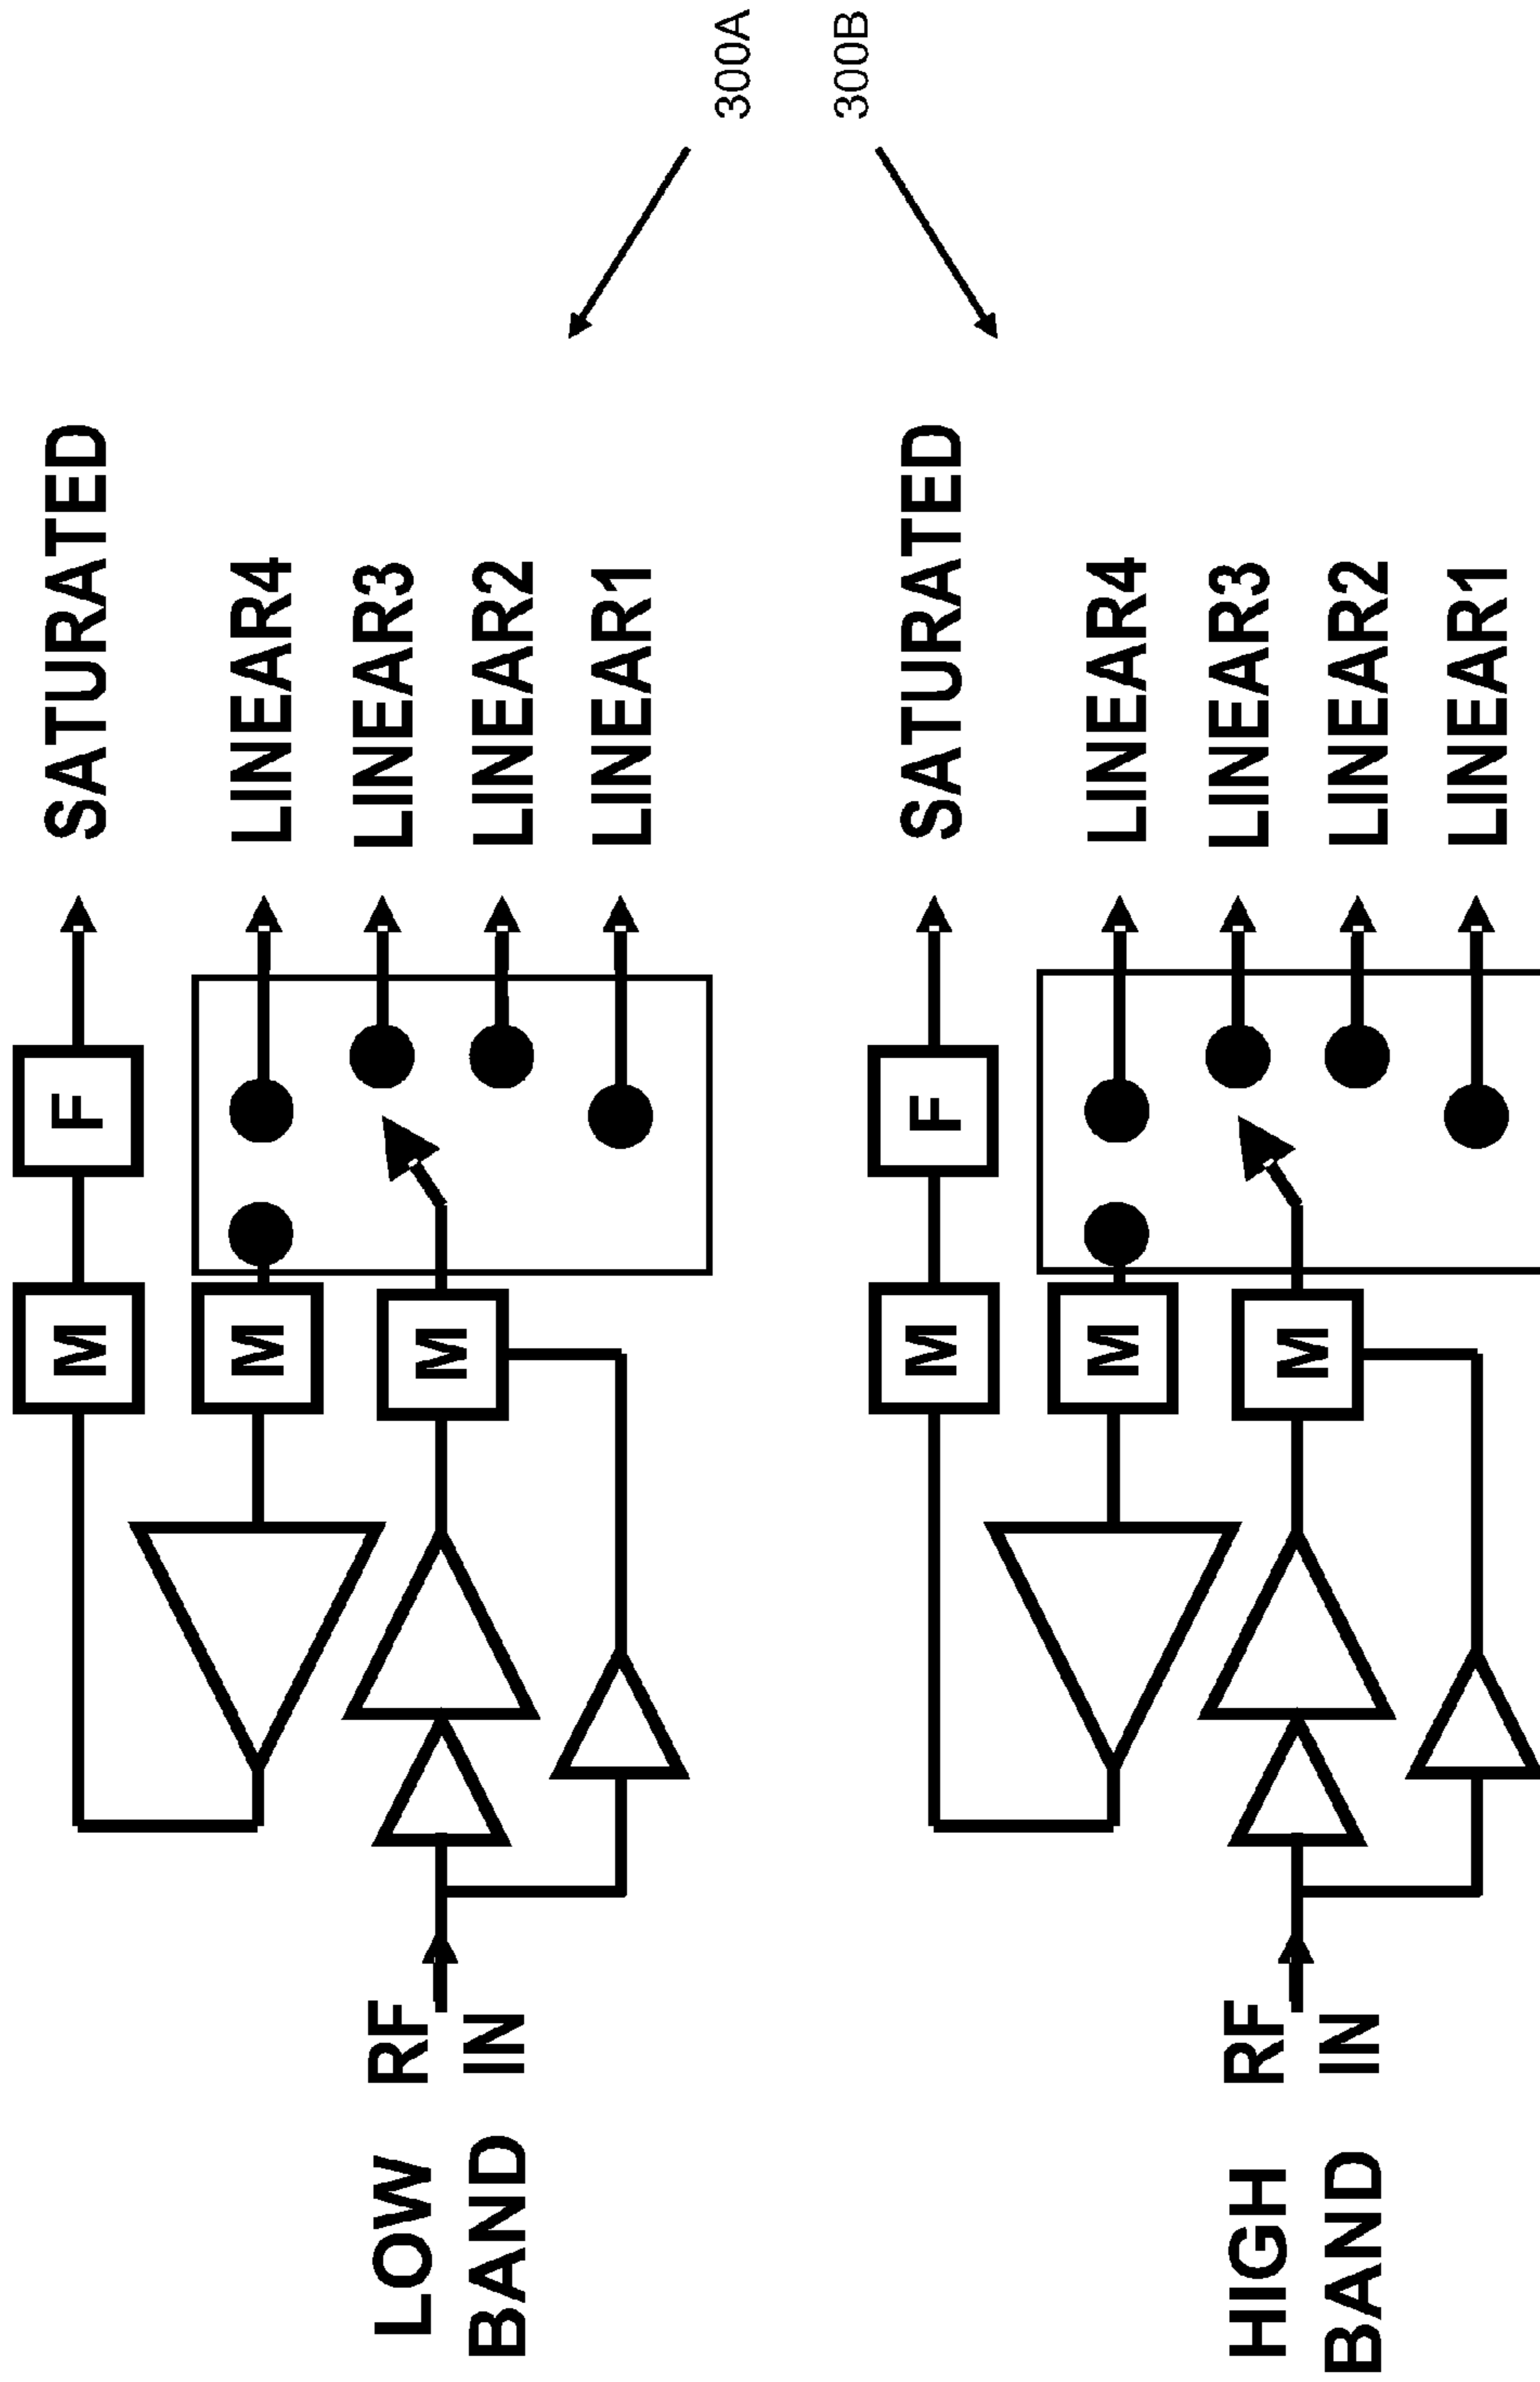 300A
300B
SATURATED
LINEAR4
LINEAR3
LINEAR2
LINEAR1
F
M
M
M
LOW
BAND
RF
IN
SATURATED
LINEAR4
LINEAR3
LINEAR2
LINEAR1
F
M
M
M
HIGH
BAND
RF
IN